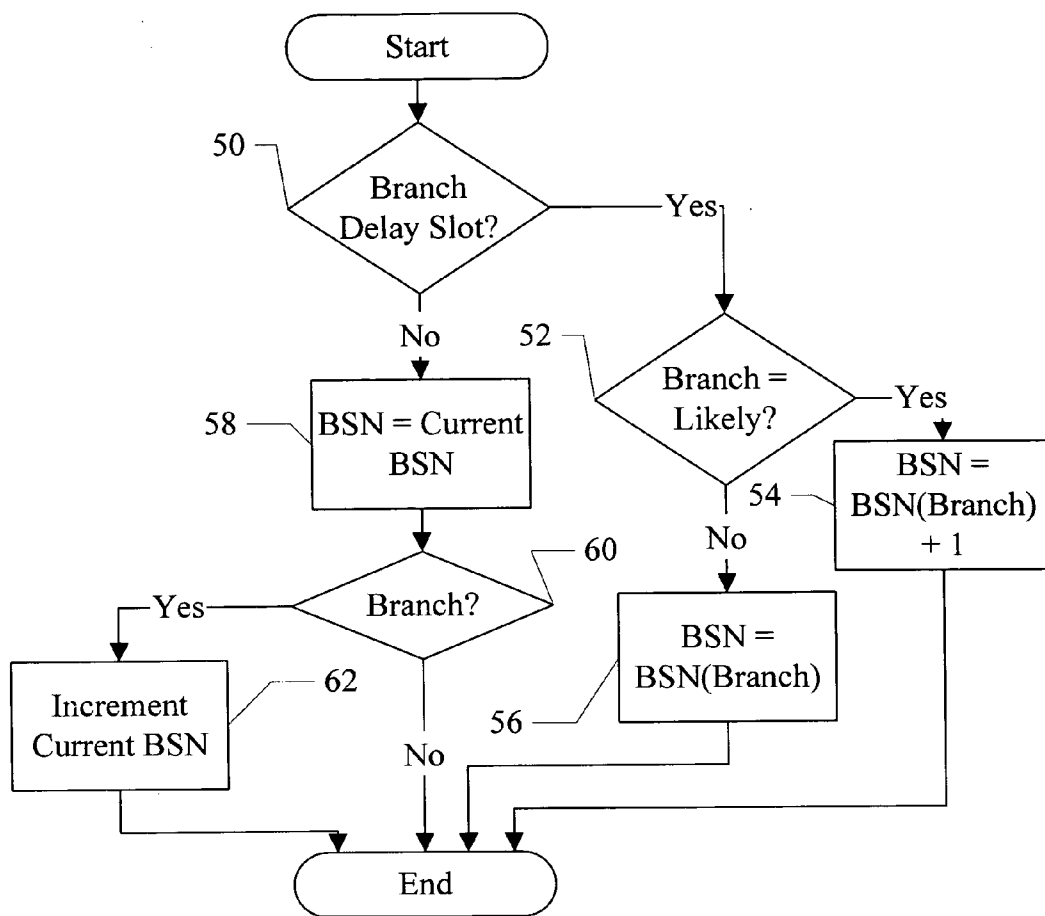 Start
50
Branch
Delay Slot?
Yes
No
52
Branch =
Likely?
Yes
58
BSN = Current
BSN
54
BSN =
BSN(Branch)
+ 1
No
60
Branch?
Yes
BSN =
BSN(Branch)
56
62
Increment
Current BSN
No
End